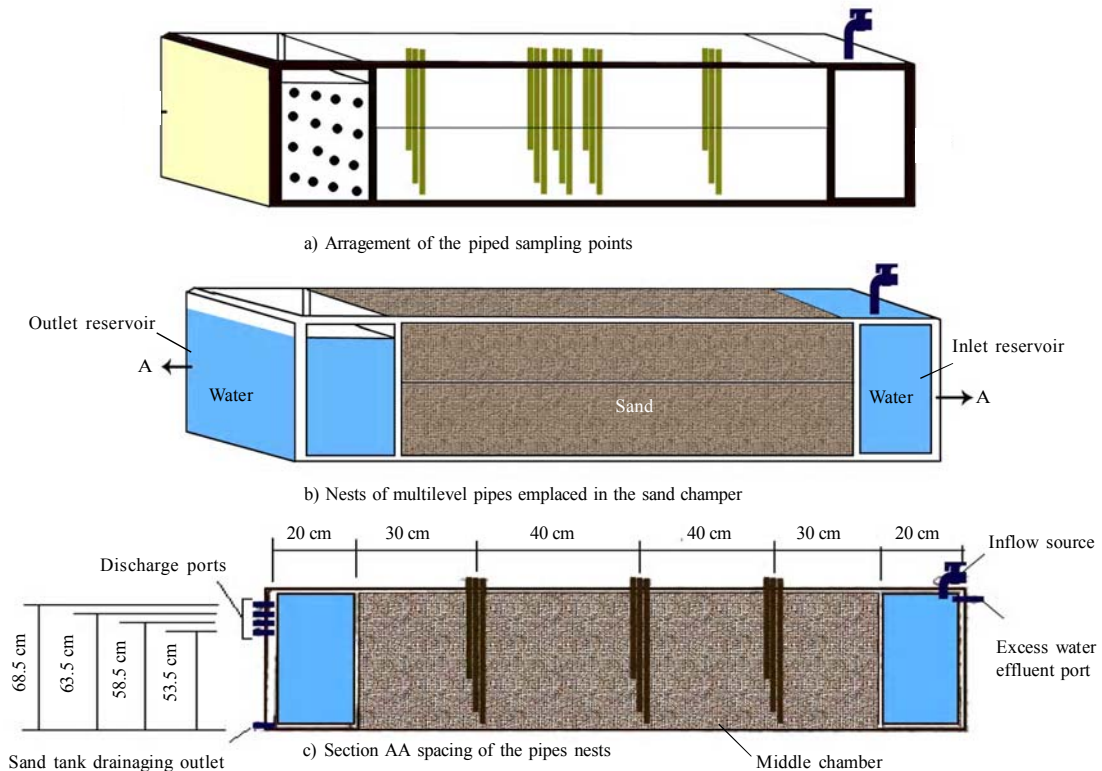 a) Arragement of the piped sampling points
Outlet reservoir
Inlet reservoir
A
A
Water
Sand
Water
b) Nests of multilevel pipes emplaced in the sand champer
20 cm
30 cm
40 cm
40 cm
30 cm
20 cm
Inflow source
Discharge ports
68.5 cm
63.5 cm
58.5 cm
53.5 cm
Excess water
effluent port
Sand tank drainaging outlet
c) Section AA spacing of the pipes nests
Middle chamber